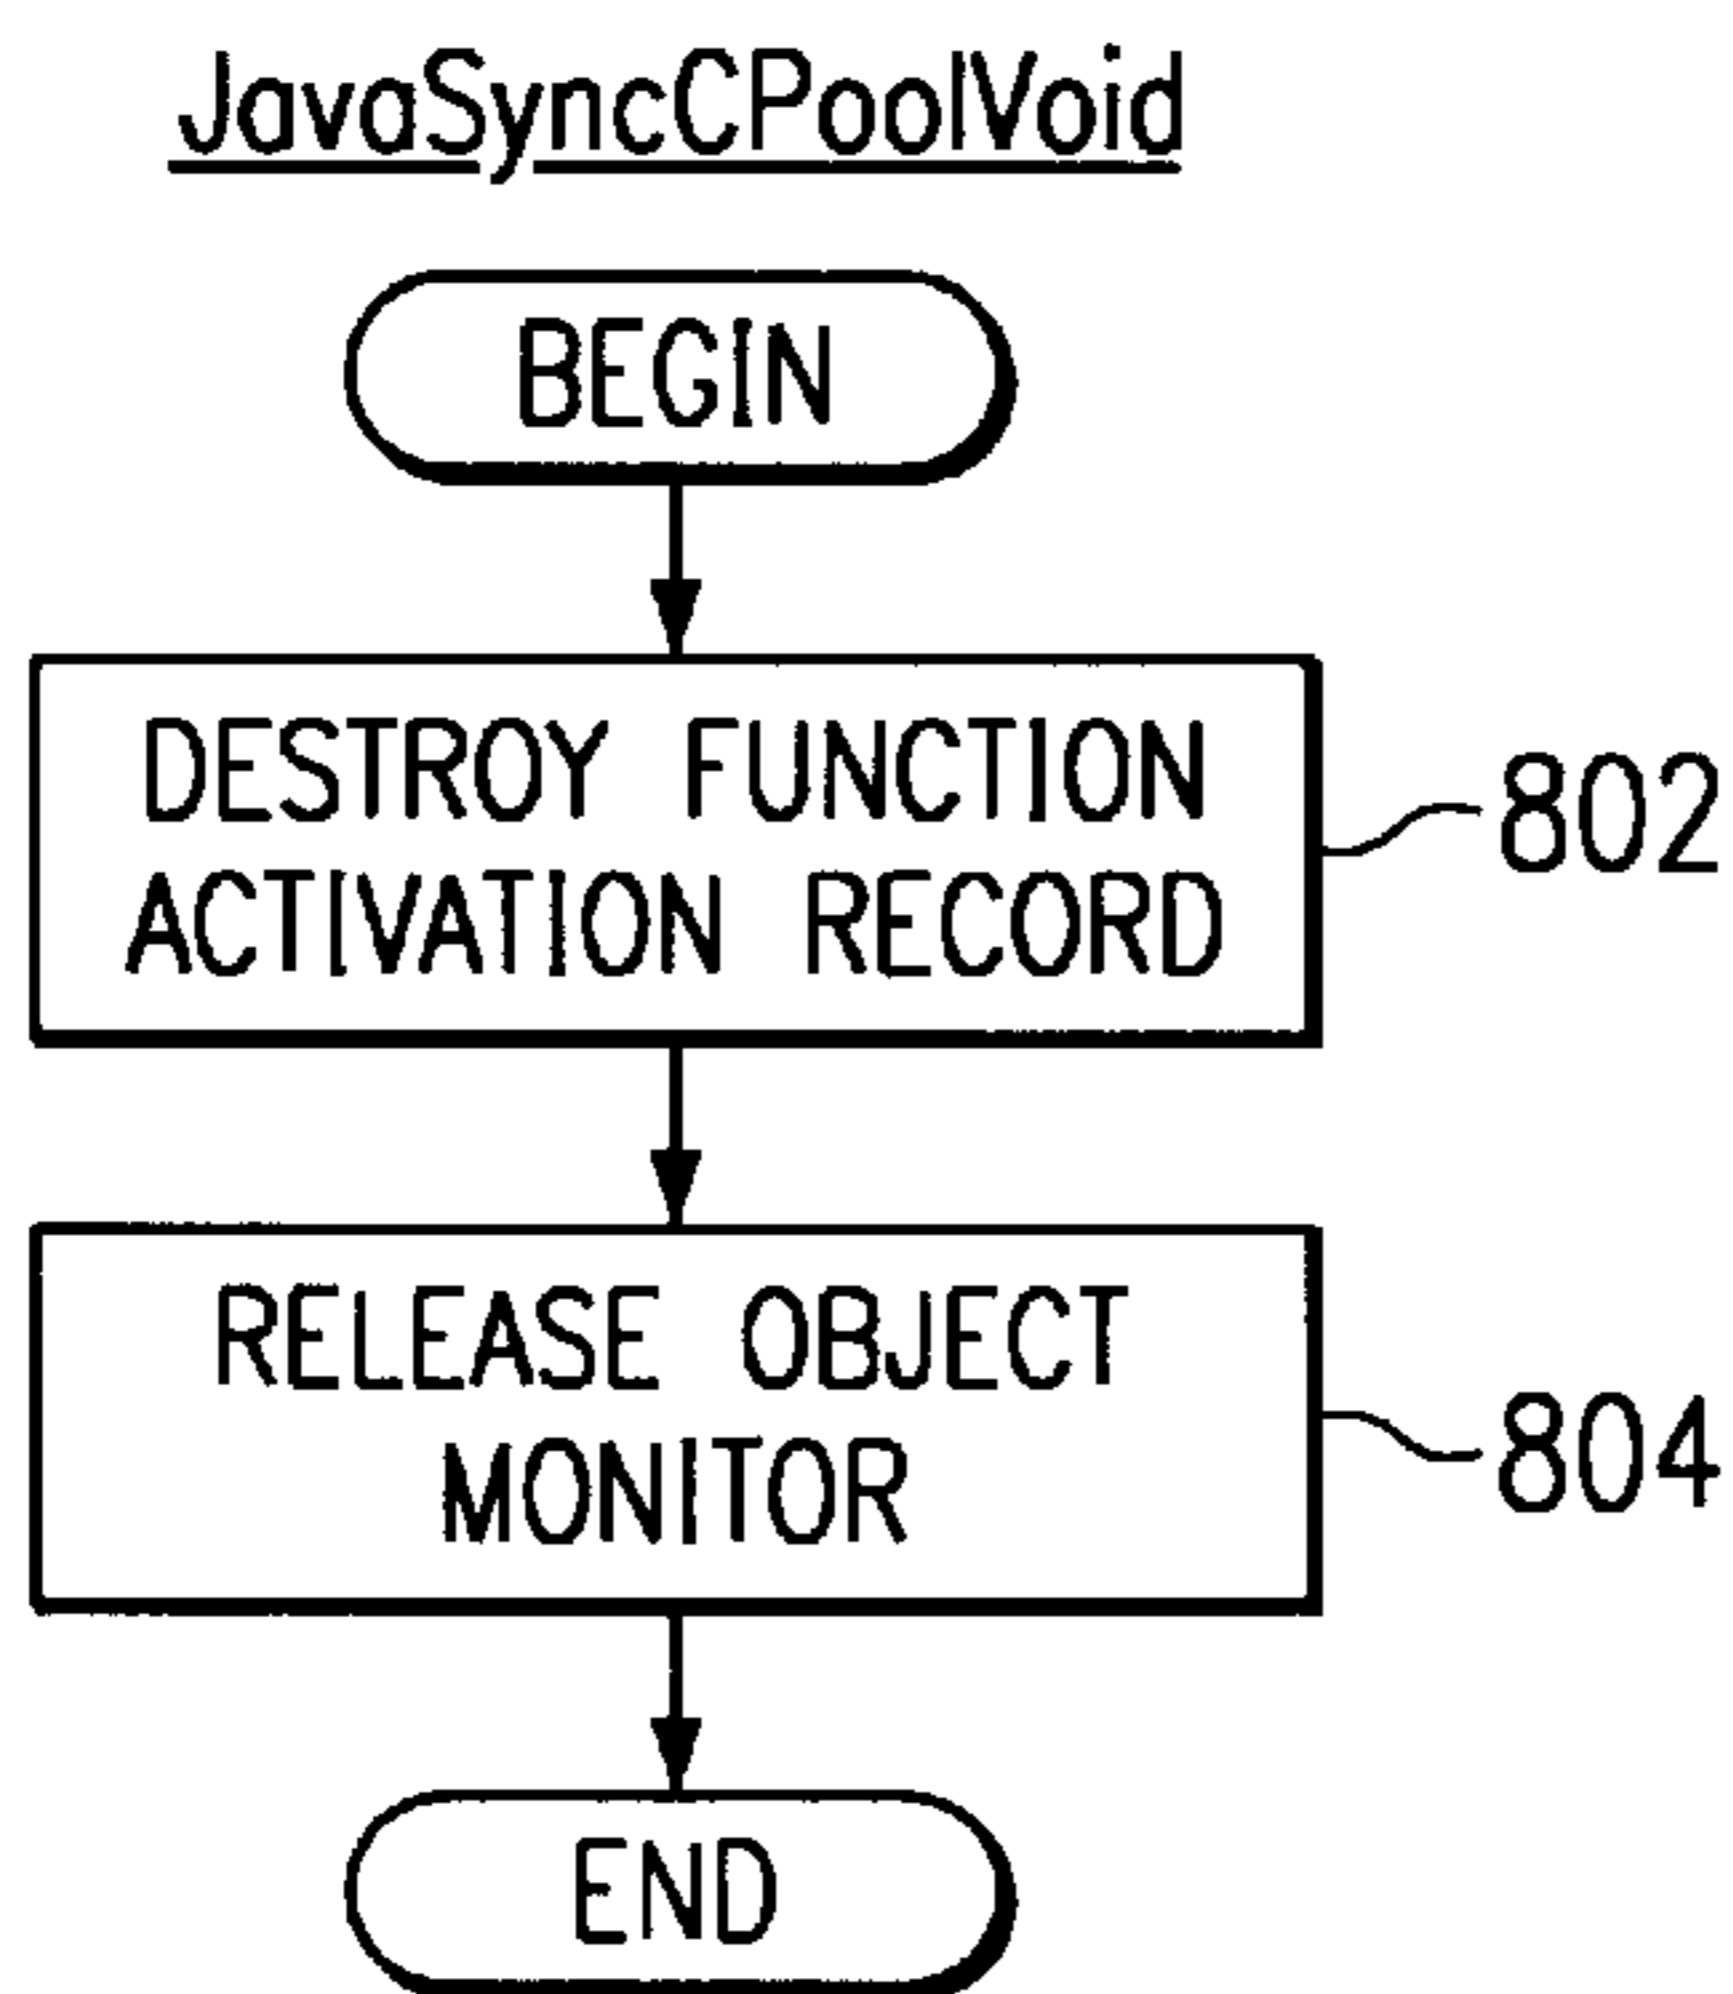 JavaSyncCPoolVoid
BEGIN
DESTROY FUNCTION
ACTIVATION RECORD
802
RELEASE OBJECT
MONITOR
804
END